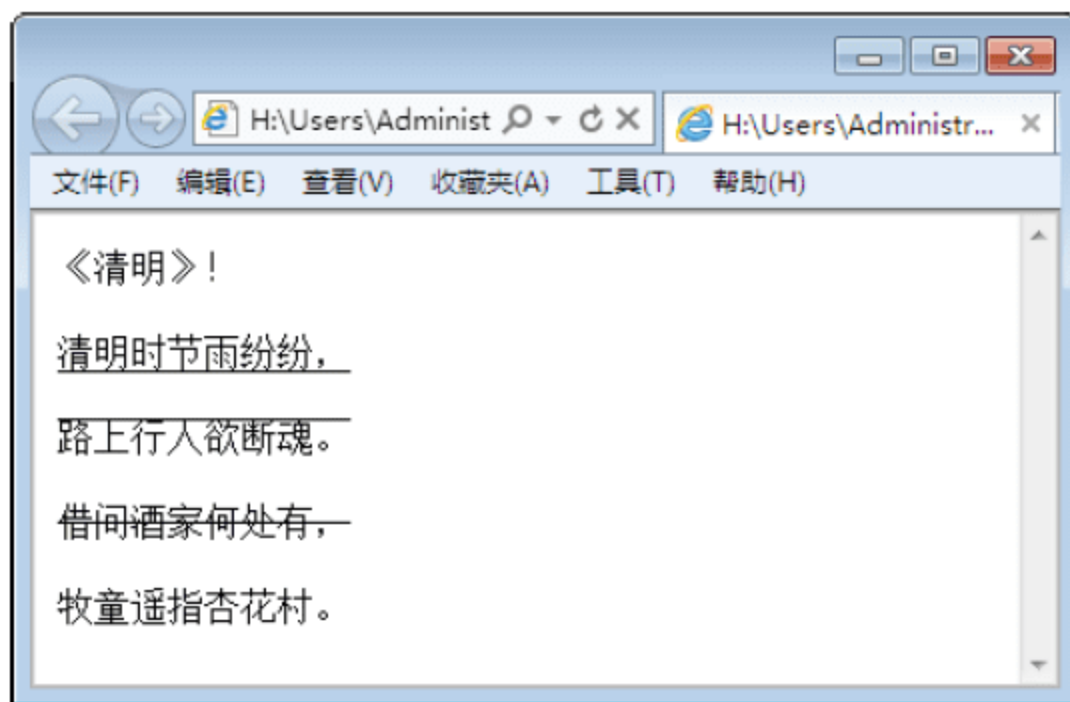 H:\Users\Administ
H:\Users\Administr...
文件(F) 编辑(E) 查看(V) 收藏夹(A) 工具(T) 帮助(H)
《清明》!
清明时节雨纷纷，
路上行人欲断魂。
借问酒家何处有，
牧童遥指杏花村。